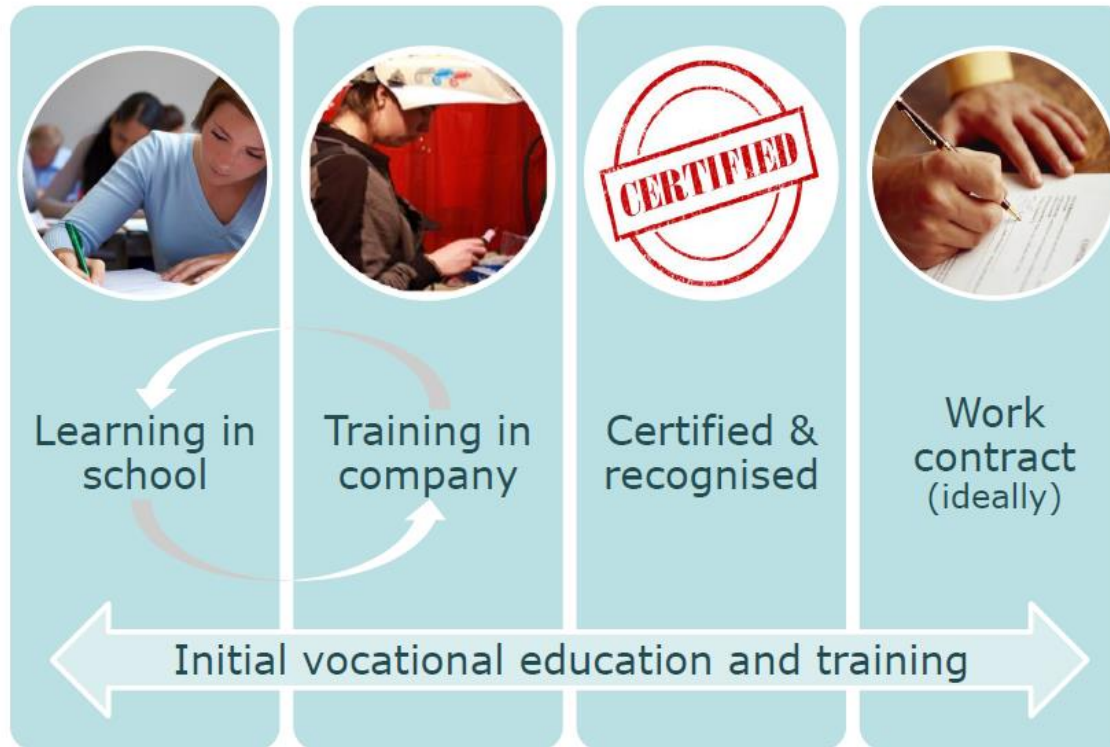 CERTIFIED
Learning in
school
Training in
company
Certified &
recognised
Work
contract
(ideally)
Initial vocational education and training